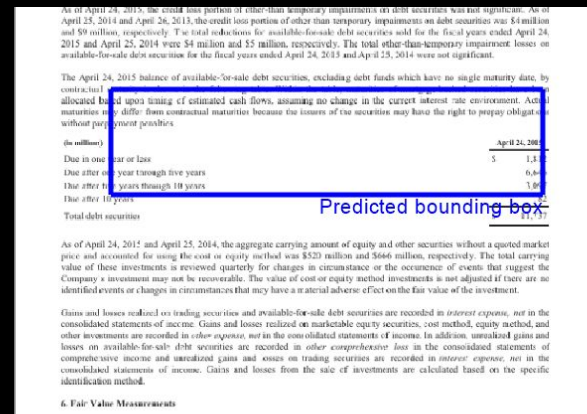 As of April 24, 2015, the credit loss portion of other-than-temporary impairments on debt securities was not significant. As of
April 25, 2014 and April 26, 2013, the credit loss portion of other than temporary impairments on debt securities was $4 million
and $9 million, respectively. The total reductions for available-for-sale debt securities sold for the fiscal years ended April 24,
2015 and April 25, 2014 were $4 million and $5 million, respectively. The total other-than-temporary impairment losses on
available-for-sale debt securities for the fiscal years ended April 24, 2015 and April 25, 2014 were not significant.
The April 24, 2015 balance of available-for-sale debt securities, excluding debt funds which have no single maturity date, by
contractual
allocated based upon timing of estimated cash flows, assuming no change in the current interest rate environment. Actual
maturities may differ from contractual maturities because the issuers of the securities may have the right to prepay obligations
without prepayment penalties.
(in millions) April 24, 2015
Due in one year or less $
Due after one year through five years
Due after five years through 10 years
Due after 10 years
Predicted bounding box
Total debt securities
As of April 24, 2015 and April 25, 2014, the aggregate carrying amount of equity and other securities without a quoted market
price and accounted for using the cost or equity method was $520 million and $666 million, respectively. The total carrying
value of these investments is reviewed quarterly for changes in circumstance or the occurrence of events that suggest the
Company's investment may not be recoverable. The value of cost or equity method investments is not adjusted if there are no
identified events or changes in circumstances that may have a material adverse effect on the fair value of the investment.
Gains and losses realized on trading securities and available-for-sale debt securities are recorded in interest expense, net in the
consolidated statements of income. Gains and losses realized on marketable equity securities, cost method, equity method, and
other investments are recorded in other expense, net in the consolidated statements of income. In addition, unrealized gains and
losses on available-for-sale debt securities are recorded in other comprehensive loss in the consolidated statements of
comprehensive income and unrealized gains and losses on trading securities are recorded in interest expense, net in the
consolidated statements of income. Gains and losses from the sale of investments are calculated based on the specific
identification method.
6. Fair Value Measurements